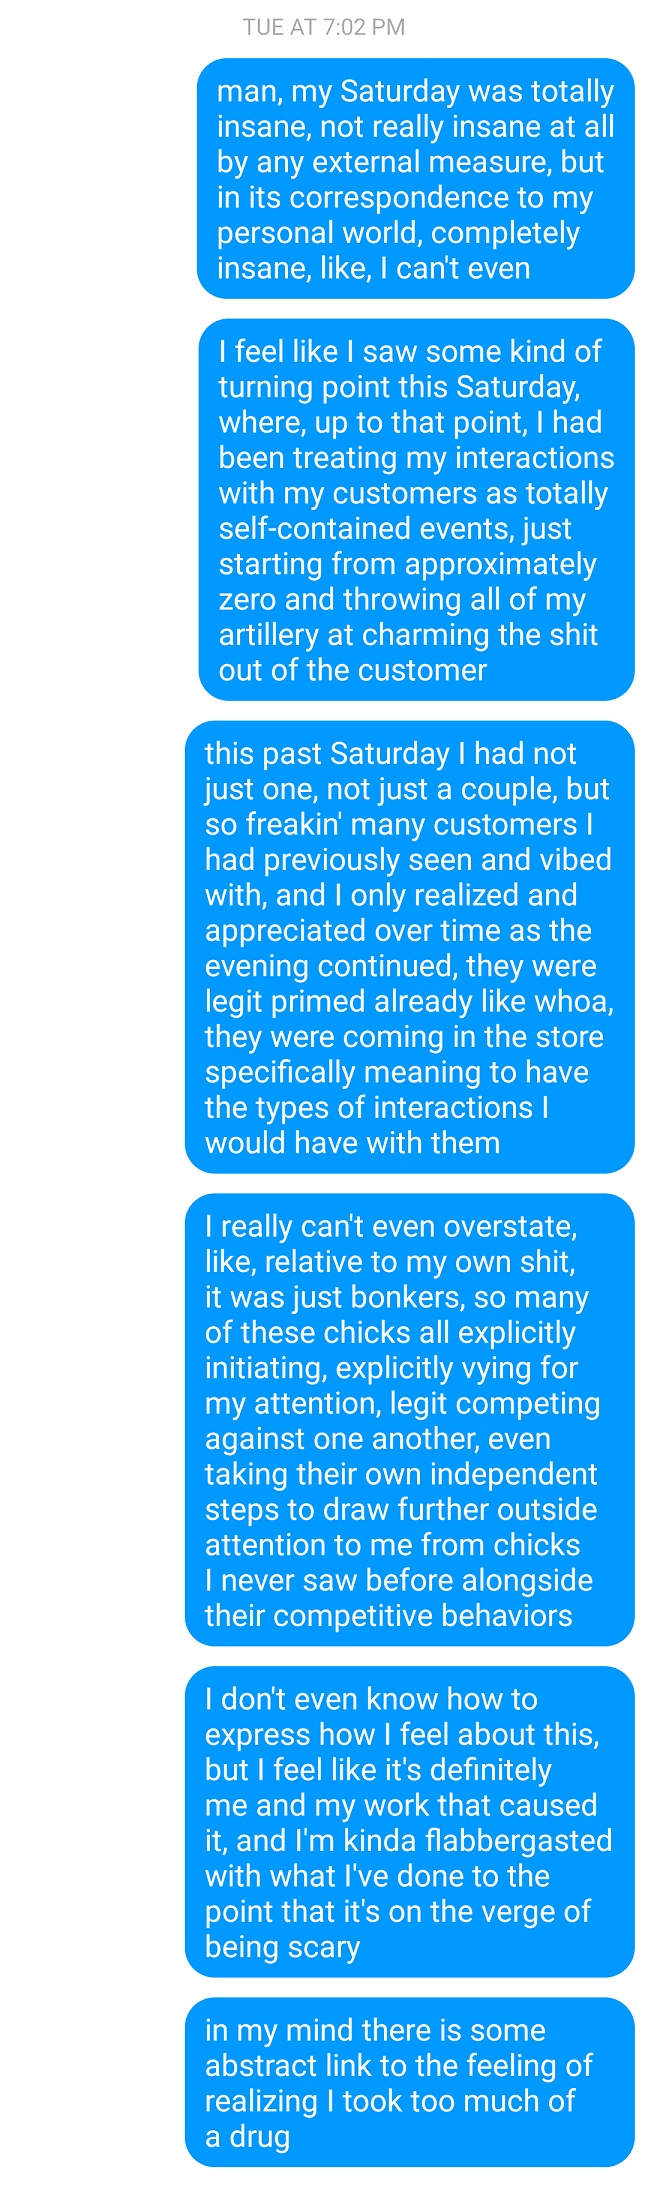 TUE AT 7:02 PM
man, my Saturday was totally
insane, not really insane at all
by any external measure, but
in its correspondence to my
personal world, completely
insane, like, I can't even
I feel like I saw some kind of
turning point this Saturday,
where, up to that point, I had
been treating my interactions
with my customers as totally
self-contained events, just
starting from approximately
zero and throwing all of my
artillery at charming the shit
out of the customer
this past Saturday I had not
just one, not just a couple, but
so freakin' many customers I
had previously seen and vibed
with, and I only realized and
appreciated over time as the
evening continued, they were
legit primed already like whoa,
they were coming in the store
specifically meaning to have
the types of interactions I
would have with them
I really can't even overstate,
like, relative to my own shit,
it was just bonkers, so many
of these chicks all explicitly
initiating, explicitly vying for
my attention, legit competing
against one another, even
taking their own independent
steps to draw further outside
attention to me from chicks
I never saw before alongside
their competitive behaviors
I don't even know how to
express how I feel about this,
but I feel like it's definitely
me and my work that caused
it, and I'm kinda flabbergasted
with what I've done to the
point that it's on the verge of
being scary
in my mind there is some
abstract link to the feeling of
realizing I took too much of
a drug